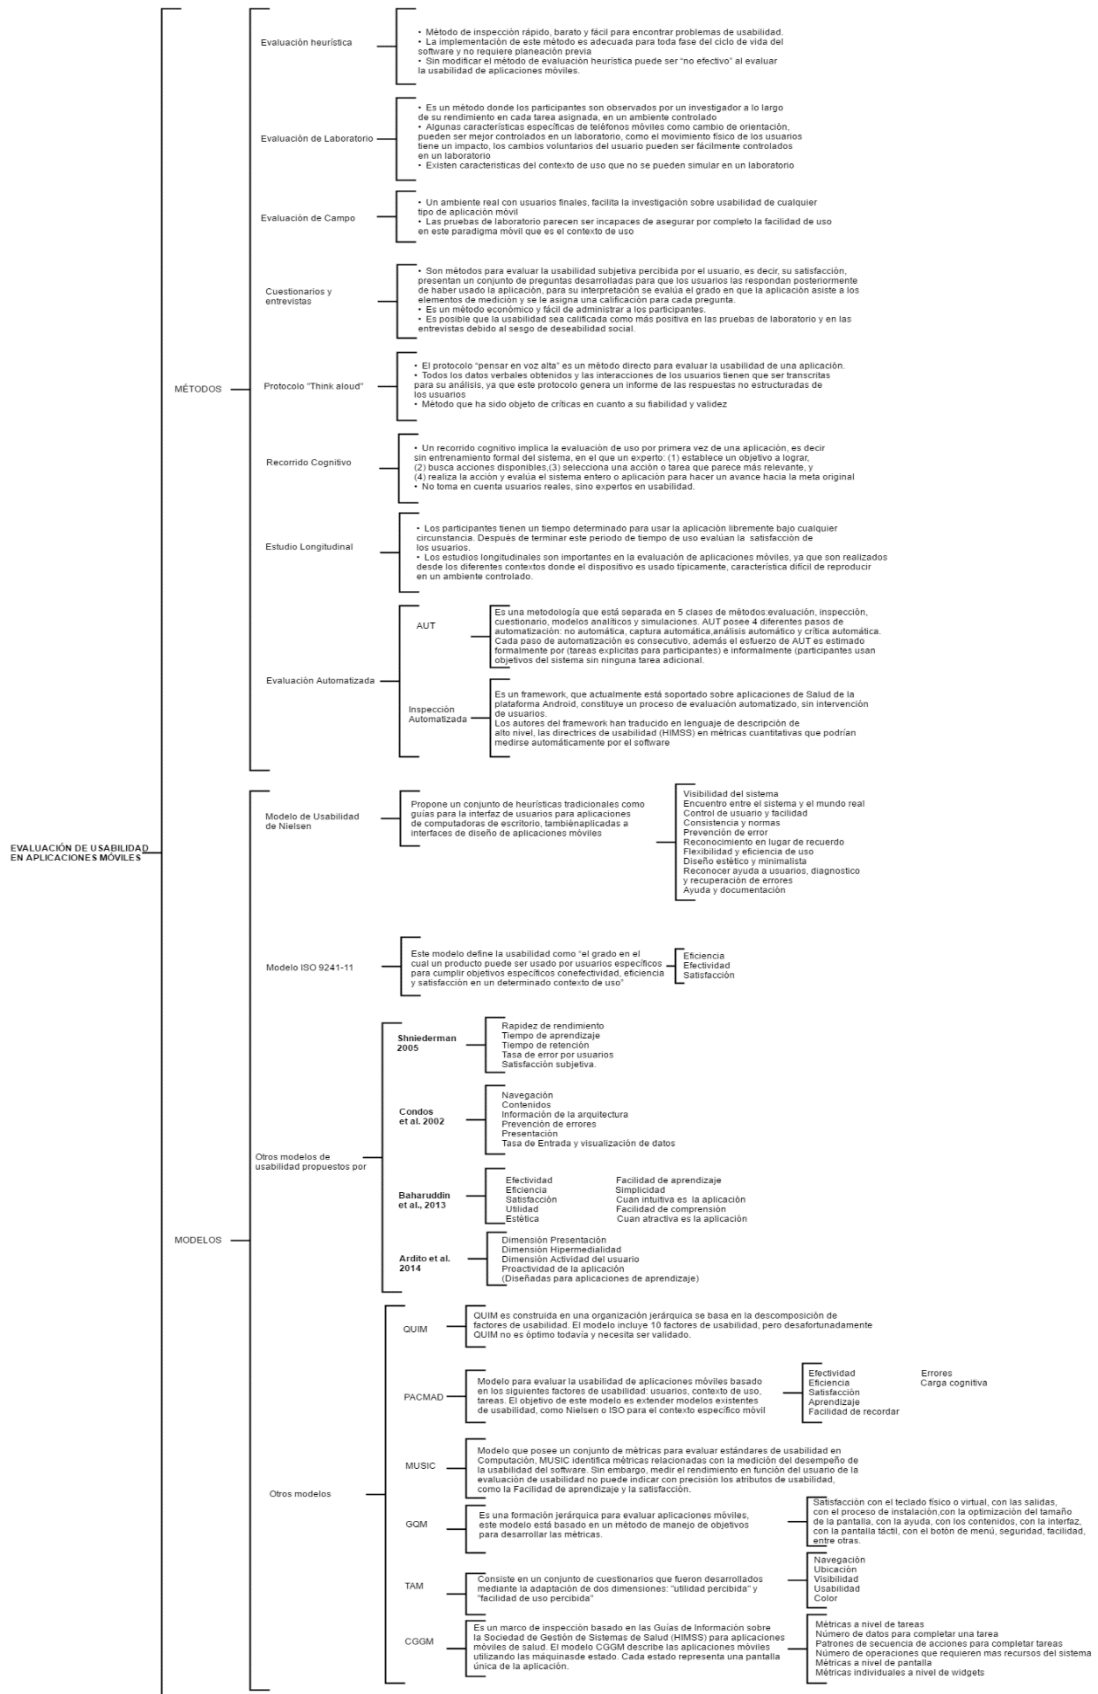 EVALUACIÓN DE USABILIDAD
EN APLICACIONES MÓVILES
MÉTODOS
Evaluación heurística
• Método de inspección rápido, barato y fácil para encontrar problemas de usabilidad.
• La implementación de este método es adecuada para toda fase del ciclo de vida del
software y no requiere planeación previa
• Sin modificar el método de evaluación heurística puede ser "no efectivo" al evaluar
la usabilidad de aplicaciones móviles.
Evaluación de Laboratorio
• Es un método donde los participantes son observados por un investigador a lo largo
de su rendimiento en cada tarea asignada, en un ambiente controlado
• Algunas características específicas de teléfonos móviles como cambio de orientación,
pueden ser mejor controlados en un laboratorio, como el movimiento físico de los usuarios
tiene un impacto, los cambios voluntarios del usuario pueden ser fácilmente controlados
en un laboratorio
• Existen caracteristicas del contexto de uso que no se pueden simular en un laboratorio
Evaluación de Campo
• Un ambiente real con usuarios finales, facilita la investigación sobre usabilidad de cualquier
tipo de aplicación móvil
• Las pruebas de laboratorio parecen ser incapaces de asegurar por completo la facilidad de uso
en este paradigma móvil que es el contexto de uso
Cuestionarios y
entrevistas
• Son métodos para evaluar la usabilidad subjetiva percibida por el usuario, es decir, su satisfacción,
presentan un conjunto de preguntas desarrolladas para que los usuarios las respondan posteriormente
de haber usado la aplicación, para su interpretación se evalúa el grado en que la aplicación asiste a los
elementos de medición y se le asigna una calificación para cada pregunta.
• Es un método económico y fácil de administrar a los participantes.
• Es posible que la usabilidad sea calificada como más positiva en las pruebas de laboratorio y en las
entrevistas debido al sesgo de deseabilidad social.
Protocolo "Think aloud"
• El protocolo "pensar en voz alta" es un método directo para evaluar la usabilidad de una aplicación.
• Todos los datos verbales obtenidos y las interacciones de los usuarios tienen que ser transcritas
para su análisis, ya que este protocolo genera un informe de las respuestas no estructuradas de
los usuarios
• Método que ha sido objeto de críticas en cuanto a su fiabilidad y validez
Recorrido Cognitivo
• Un recorrido cognitivo implica la evaluación de uso por primera vez de una aplicación, es decir
sin entrenamiento formal del sistema, en el que un experto: (1) establece un objetivo a lograr,
(2) busca acciones disponibles,(3) selecciona una acción o tarea que parece más relevante, y
(4) realiza la acción y evalúa el sistema entero o aplicación para hacer un avance hacia la meta original
• No toma en cuenta usuarios reales, sino expertos en usabilidad.
Estudio Longitudinal
• Los participantes tienen un tiempo determinado para usar la aplicación libremente bajo cualquier
circunstancia. Después de terminar este periodo de tiempo de uso evalúan la satisfacción de
los usuarios.
• Los estudios longitudinales son importantes en la evaluación de aplicaciones móviles, ya que son realizados
desde los diferentes contextos donde el dispositivo es usado típicamente, característica difícil de reproducir
en un ambiente controlado.
Evaluación Automatizada
AUT
Es una metodología que está separada en 5 clases de métodos:evaluación, inspección,
cuestionario, modelos analíticos y simulaciones. AUT posee 4 diferentes pasos de
automatización: no automática, captura automática,análisis automático y crítica automática.
Cada paso de automatización es consecutivo, además el esfuerzo de AUT es estimado
formalmente por (tareas explicitas para participantes) e informalmente (participantes usan
objetivos del sistema sin ninguna tarea adicional.
Inspección
Automatizada
Es un framework, que actualmente está soportado sobre aplicaciones de Salud de la
plataforma Android, constituye un proceso de evaluación automatizado, sin intervención
de usuarios.
Los autores del framework han traducido en lenguaje de descripción de
alto nivel, las directrices de usabilidad (HIMSS) en métricas cuantitativas que podrían
medirse automáticamente por el software
MODELOS
Modelo de Usabilidad
de Nielsen
Propone un conjunto de heurísticas tradicionales como
guías para la interfaz de usuarios para aplicaciones
de computadoras de escritorio, tambiénaplicadas a
interfaces de diseño de aplicaciones móviles
Visibilidad del sistema
Encuentro entre el sistema y el mundo real
Control de usuario y facilidad
Consistencia y normas
Prevención de error
Reconocimiento en lugar de recuerdo
Flexibilidad y eficiencia de uso
Diseño estético y minimalista
Reconocer ayuda a usuarios, diagnostico
y recuperación de errores
Ayuda y documentación
Modelo ISO 9241-11
Este modelo define la usabilidad como "el grado en el
cual un producto puede ser usado por usuarios específicos
para cumplir objetivos específicos conefectividad, eficiencia
y satisfacción en un determinado contexto de uso"
Eficiencia
Efectividad
Satisfacción
Otros modelos de
usabilidad propuestos por
Shniederman
2005
Rapidez de rendimiento
Tiempo de aprendizaje
Tiempo de retención
Tasa de error por usuarios
Satisfacción subjetiva.
Condos
et al. 2002
Navegación
Contenidos
Información de la arquitectura
Prevención de errores
Presentación
Tasa de Entrada y visualización de datos
Baharuddin
et al., 2013
Efectividad Facilidad de aprendizaje
Eficiencia Simplicidad
Satisfacción Cuan intuitiva es la aplicación
Utilidad Facilidad de comprensión
Estética Cuan atractiva es la aplicación
Ardito et al.
2014
Dimensión Presentación
Dimensión Hipermedialidad
Dimensión Actividad del usuario
Proactividad de la aplicación
(Diseñadas para aplicaciones de aprendizaje)
Otros modelos
QUIM
QUIM es construida en una organización jerárquica se basa en la descomposición de
factores de usabilidad. El modelo incluye 10 factores de usabilidad, pero desafortunadamente
QUIM no es óptimo todavía y necesita ser validado.
PACMAD
Modelo para evaluar la usabilidad de aplicaciones móviles basado
en los siguientes factores de usabilidad: usuarios, contexto de uso,
tareas. El objetivo de este modelo es extender modelos existentes
de usabilidad, como Nielsen o ISO para el contexto específico móvil
Efectividad Errores
Eficiencia Carga cognitiva
Satisfacción
Aprendizaje
Facilidad de recordar
MUSIC
Modelo que posee un conjunto de métricas para evaluar estándares de usabilidad en
Computación, MUSIC identifica métricas relacionadas con la medición del desempeño de
la usabilidad del software. Sin embargo, medir el rendimiento en función del usuario de la
evaluación de usabilidad no puede indicar con precisión los atributos de usabilidad,
como la Facilidad de aprendizaje y la satisfacción.
GQM
Es una formación jerárquica para evaluar aplicaciones móviles,
este modelo está basado en un método de manejo de objetivos
para desarrollar las métricas.
Satisfacción con el teclado físico o virtual, con las salidas,
con el proceso de instalación,con la optimización del tamaño
de la pantalla, con la ayuda, con los contenidos, con la interfaz,
con la pantalla táctil, con el botón de menú, seguridad, facilidad,
entre otras.
TAM
Consiste en un conjunto de cuestionarios que fueron desarrollados
mediante la adaptación de dos dimensiones: "utilidad percibida" y
"facilidad de uso percibida"
Navegación
Ubicación
Visibilidad
Usabilidad
Color
CGGM
Es un marco de inspección basado en las Guías de Información sobre
la Sociedad de Gestión de Sistemas de Salud (HIMSS) para aplicaciones
móviles de salud. El modelo CGGM describe las aplicaciones móviles
utilizando las máquinasde estado. Cada estado representa una pantalla
única de la aplicación.
Métricas a nivel de tareas
Número de datos para completar una tarea
Patrones de secuencia de acciones para completar tareas
Número de operaciones que requieren mas recursos del sistema
Métricas a nivel de pantalla
Métricas individuales a nivel de widgets